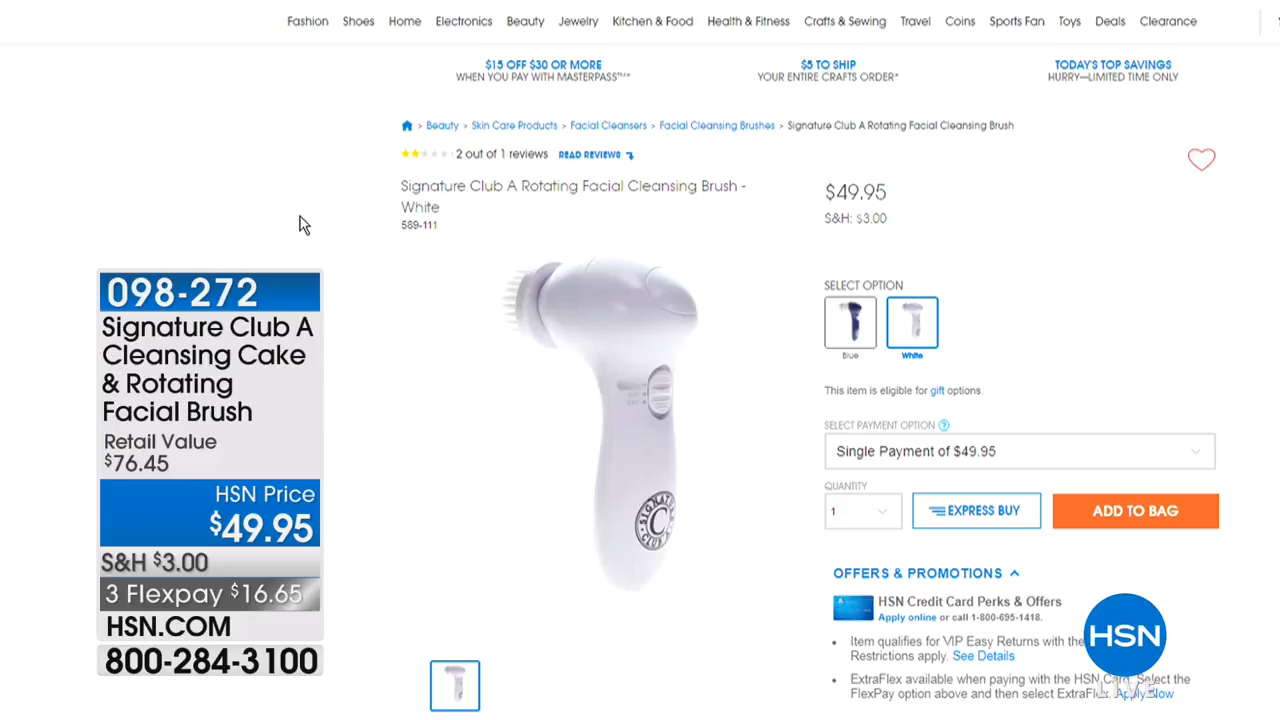 Fashion Shoes Home Electronics Beauty Jewelry Kitchen & Food Health & Fitness Crafts & Sewing Travel Coins Sports Fan Toys Deals Clearance
$15 OFF $30 OR MORE
WHEN YOU PAY WITH MASTERPASS
$5 TO SHIP
YOUR ENTIRE CRAFTS ORDER*
TODAY'S TOP SAVINGS
HURRY—LIMITED TIME ONLY
> Beauty > Skin Care Products > Facial Cleansers > Facial Cleansing Brushes > Signature Club A Rotating Facial Cleansing Brush
2 out of 1 reviews READ REVIEWS
Signature Club A Rotating Facial Cleansing Brush -
White
589-111
$49.95
S&H: $3.00
SELECT OPTION
Blue
White
This item is eligible for gift options.
SELECT PAYMENT OPTION ?
Single Payment of $49.95
QUANTITY
1
EXPRESS BUY
ADD TO BAG
OFFERS & PROMOTIONS
HSN Credit Card Perks & Offers
Apply online or call 1-800-695-1418.
• Item qualifies for VIP Easy Returns with the
Restrictions apply. See Details
• ExtraFlex available when paying with the HSN Card. Select the
FlexPay option above and then select ExtraFlex. Apply Now
HSN
LIVE
SIGNATURE CLUB A
C
098-272
Signature Club A
Cleansing Cake
& Rotating
Facial Brush
Retail Value
$76.45
HSN Price
$49.95
S&H $3.00
3 Flexpay $16.65
HSN.COM
800-284-3100